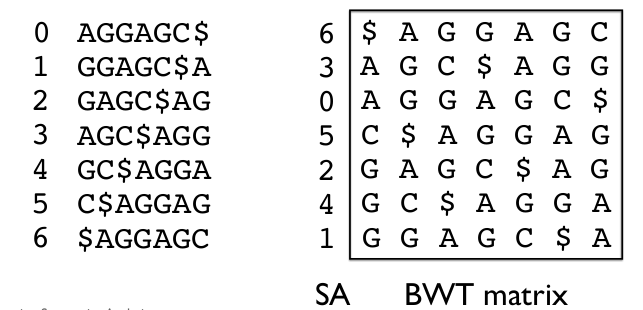 0 AGGAGC$
1 GGAGC$A
2 GAGC$AG
3 AGC$AGG
4 GC$AGGA
5 C$AGGAG
6 $AGGAGC
6 $ A G G A G C
3 A G C $ A G G
0 A G G A G C $
5 C $ A G G A G
2 G A G C $ A G
4 G C $ A G G A
1 G G A G C $ A
SA BWT matrix